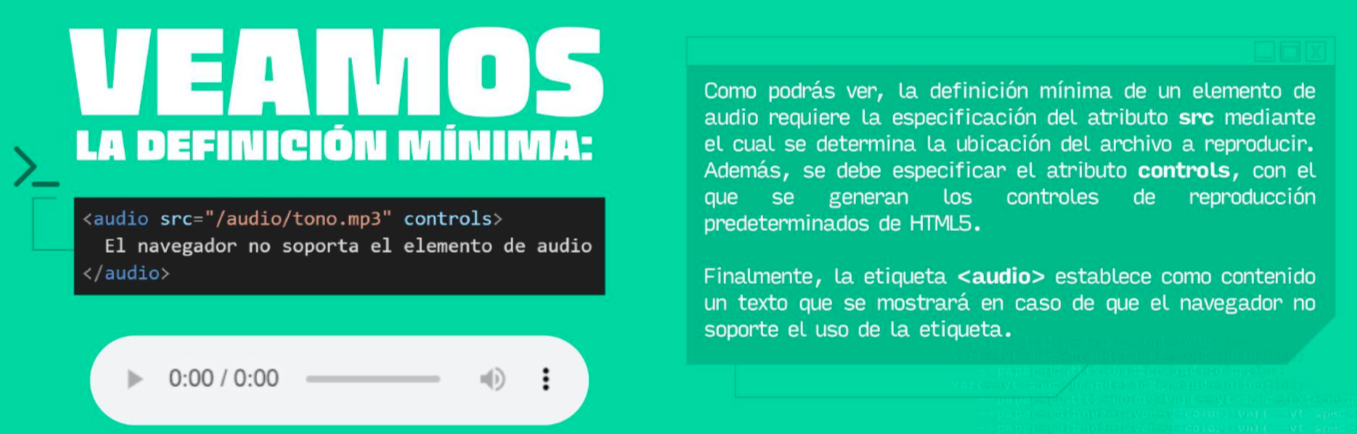 VEAMOS
LA DEFINICIÓN MÍNIMA:
<audio src="/audio/tono.mp3" controls>
El navegador no soporta el elemento de audio
</audio>
0:00 / 0:00
Como podrás ver, la definición mínima de un elemento de
audio requiere la especificación del atributo src mediante
el cual se determina la ubicación del archivo a reproducir.
Además, se debe especificar el atributo controls, con el
que se generan los controles de reproducción
predeterminados de HTML5.
Finalmente, la etiqueta <audio> establece como contenido
un texto que se mostrará en caso de que el navegador no
soporte el uso de la etiqueta.